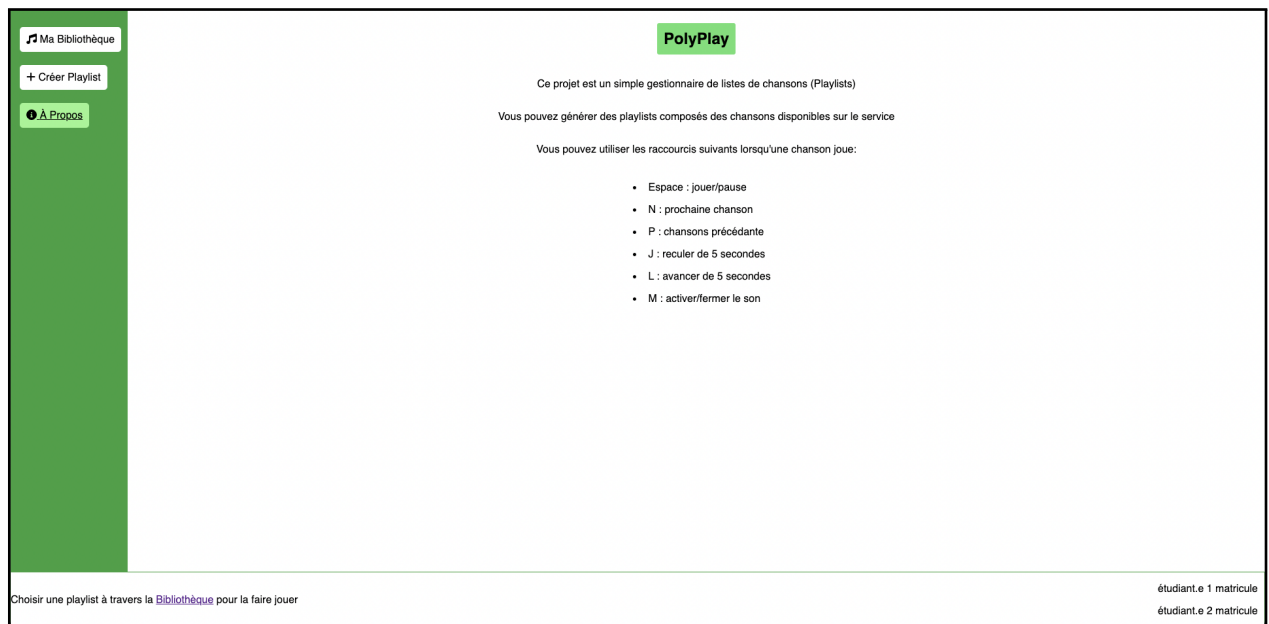 Ma Bibliothèque
Créer Playlist
À Propos
PolyPlay
Ce projet est un simple gestionnaire de listes de chansons (Playlists)
Vous pouvez générer des playlists composés des chansons disponibles sur le service
Vous pouvez utiliser les raccourcis suivants lorsqu'une chanson joue:
• Espace : jouer/pause
• N : prochaine chanson
• P : chansons précédante
• J : reculer de 5 secondes
• L : avancer de 5 secondes
• M : activer/fermer le son
Choisir une playlist à travers la Bibliothèque pour la faire jouer
étudiant.e 1 matricule
étudiant.e 2 matricule